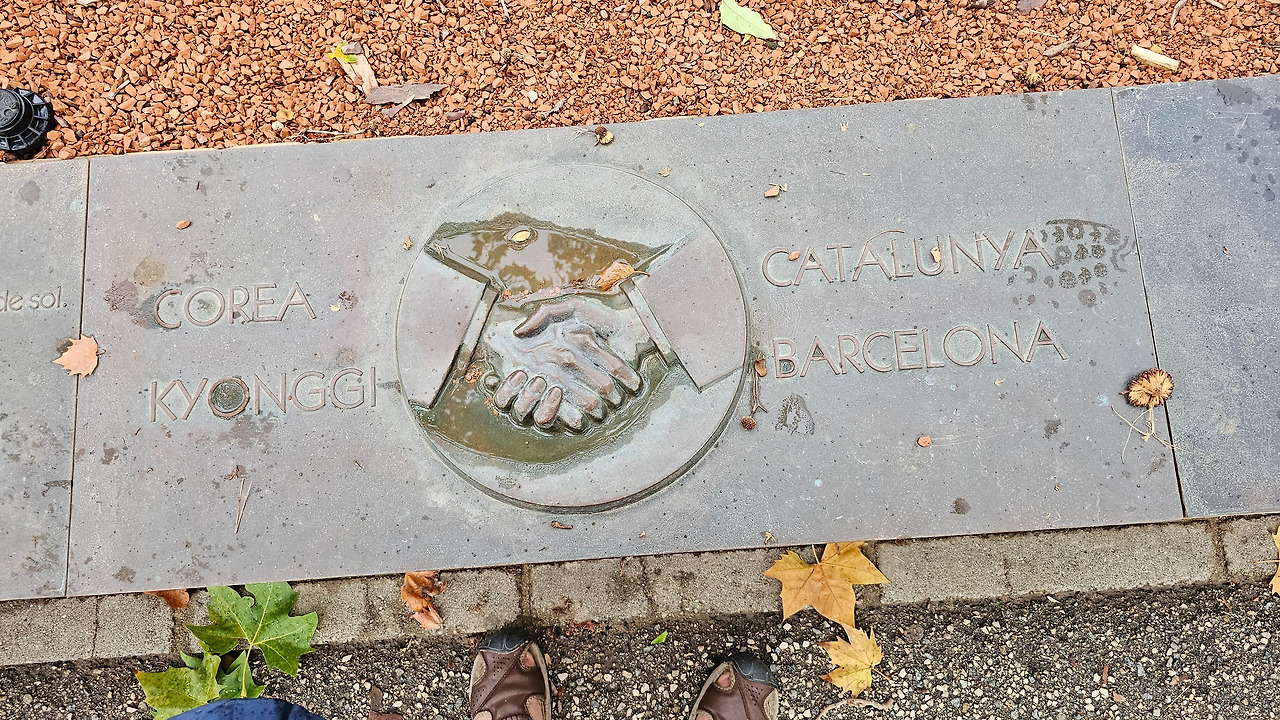 de sol.
COREA
KYONGGI
CATALUNYA
BARCELONA